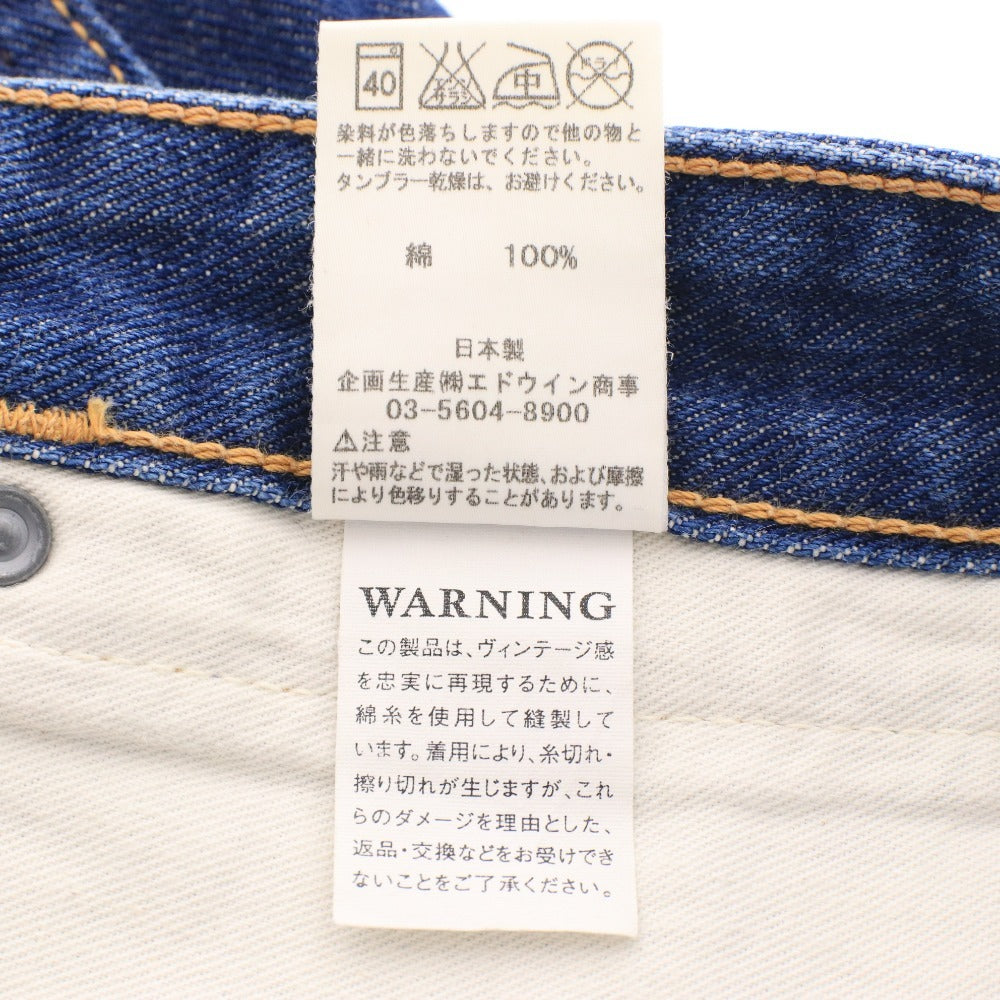 40
エンソ
サラシ
中
ドライ
染料が色落ちしますので他の物と
一緒に洗わないでください。
タンブラー乾燥は、お避けください。
綿 100%
日本製
企画生産㈱エドウイン商事
03-5604-8900
⚠注意
汗や雨などで湿った状態、および摩擦
により色移りすることがあります。
WARNING
この製品は、ヴィンテージ感
を忠実に再現するために、
綿糸を使用して縫製して
います。着用により、糸切れ・
擦り切れが生じますが、これ
らのダメージを理由とした、
返品・交換などをお受けでき
ないことをご了承ください。